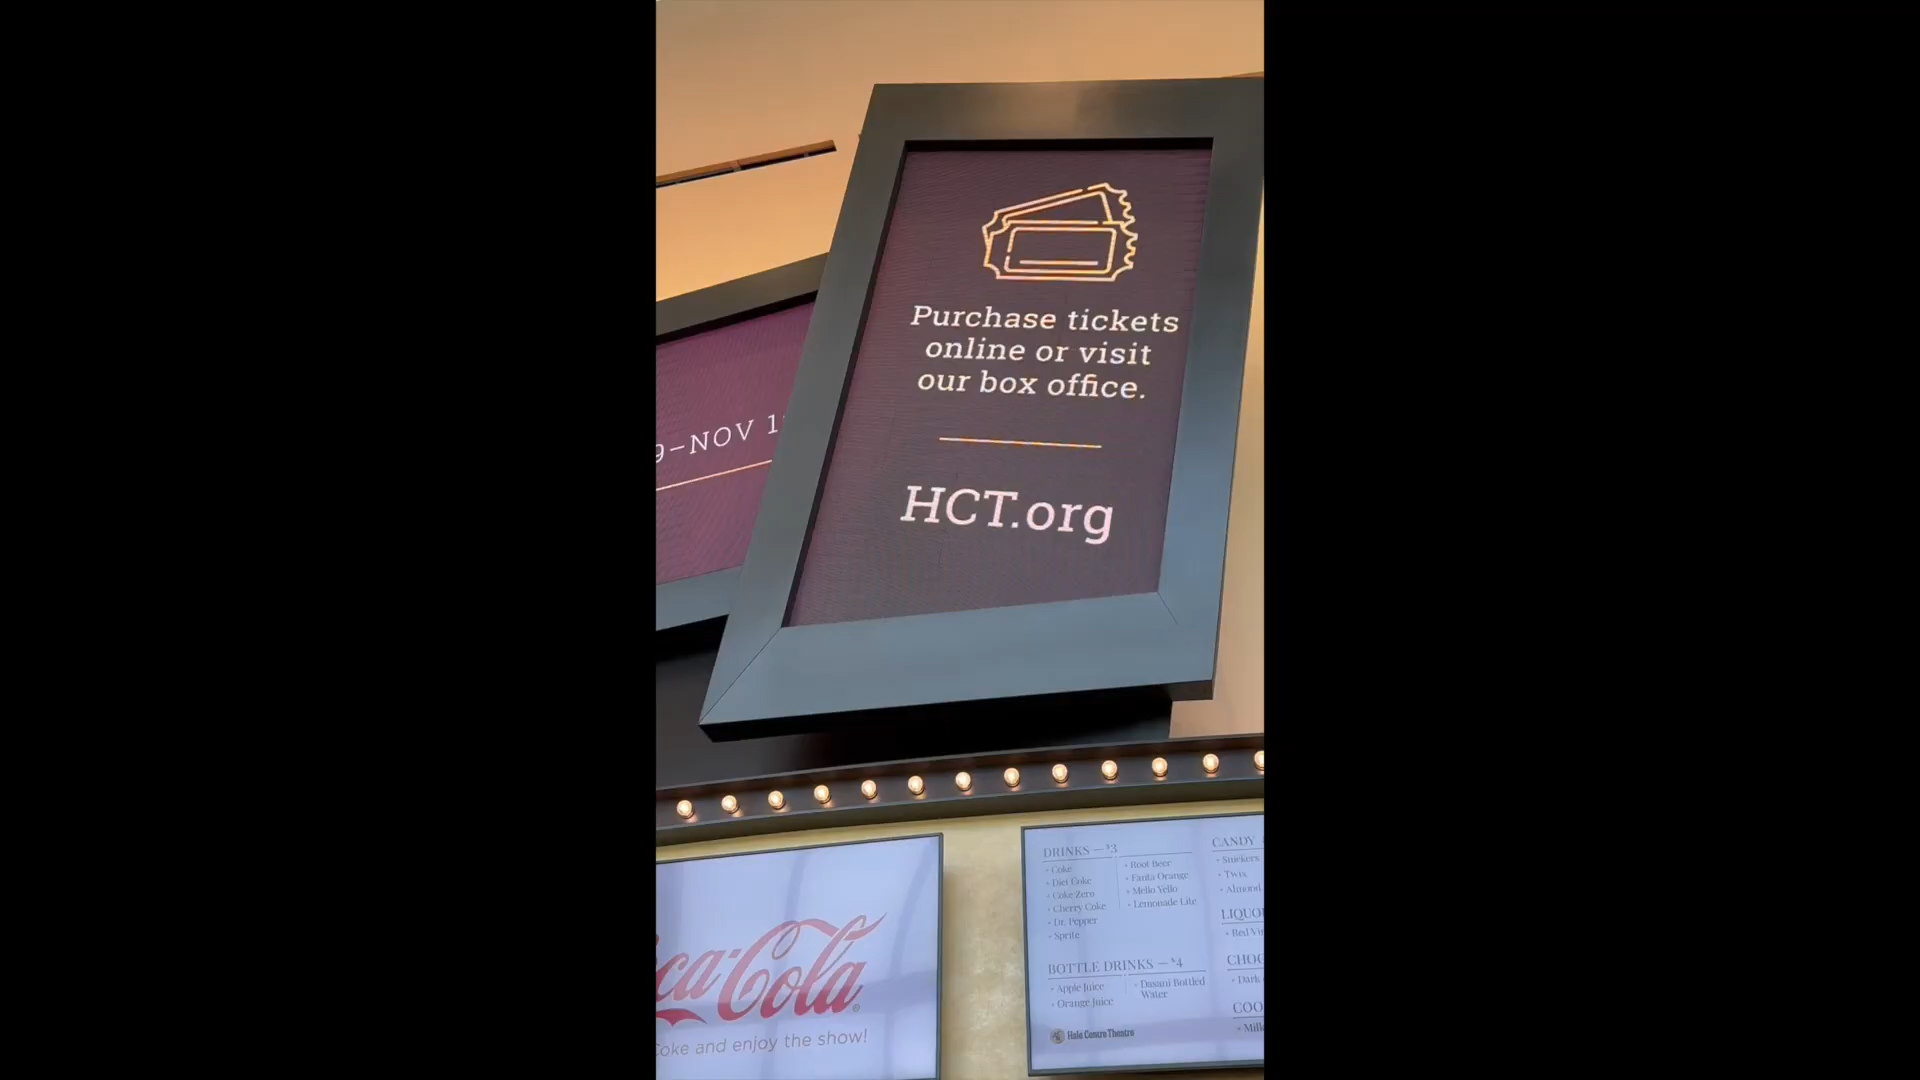 Purchase tickets
online or visit
our box office.
HCT.org
9–NOV 1
Coca-Cola
Coke and enjoy the show!
DRINKS — $3
• Coke
• Diet Coke
• Coke Zero
• Cherry Coke
• Dr. Pepper
• Sprite
• Root Beer
• Fanta Orange
• Mello Yello
• Lemonade Lite
BOTTLE DRINKS — $4
• Apple Juice
• Orange Juice
• Dasani Bottled
Water
Hale Centre Theatre
CANDY
• Snickers
• Twix
• Almond
LIQUO
• Red Vi
CHOC
• Dark
COO
• Milk